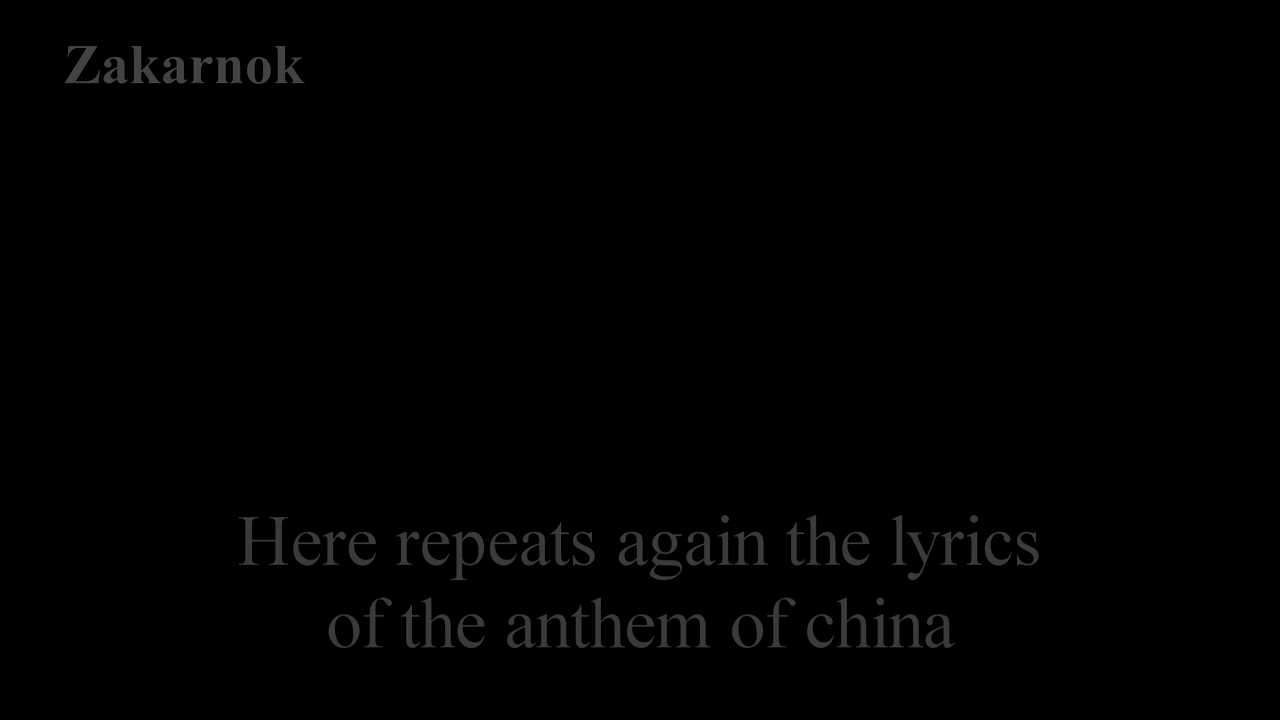 Zakarnok
Here repeats again the lyrics
of the anthem of china